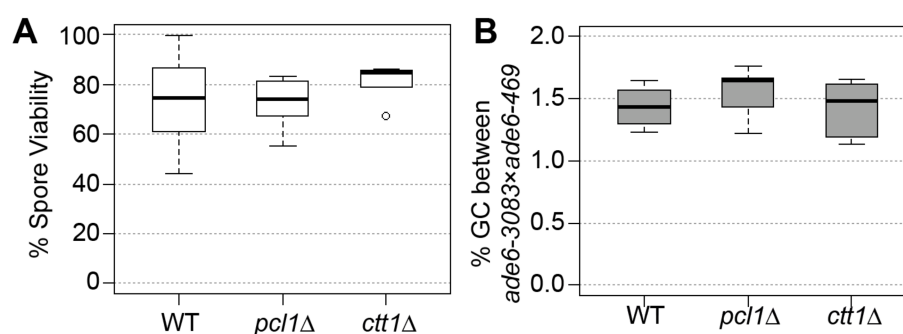 A
% Spore Viability
100
80
60
40
20
0
WT
pcl1Δ
ctt1Δ
B
% GC between
ade6-3083×ade6-469
2.0
1.5
1.0
0.5
0.0
WT
pcl1Δ
ctt1Δ